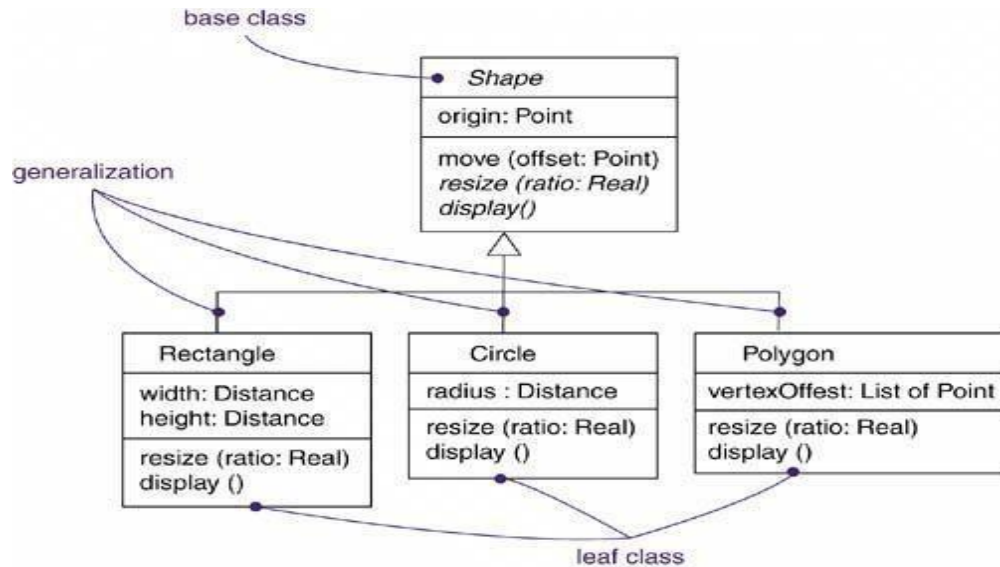 base class
Shape
origin: Point
move (offset: Point)
resize (ratio: Real)
display()
generalization
Rectangle
width: Distance
height: Distance
resize (ratio: Real)
display ()
Circle
radius : Distance
resize (ratio: Real)
display ()
Polygon
vertexOffest: List of Point
resize (ratio: Real)
display ()
leaf class